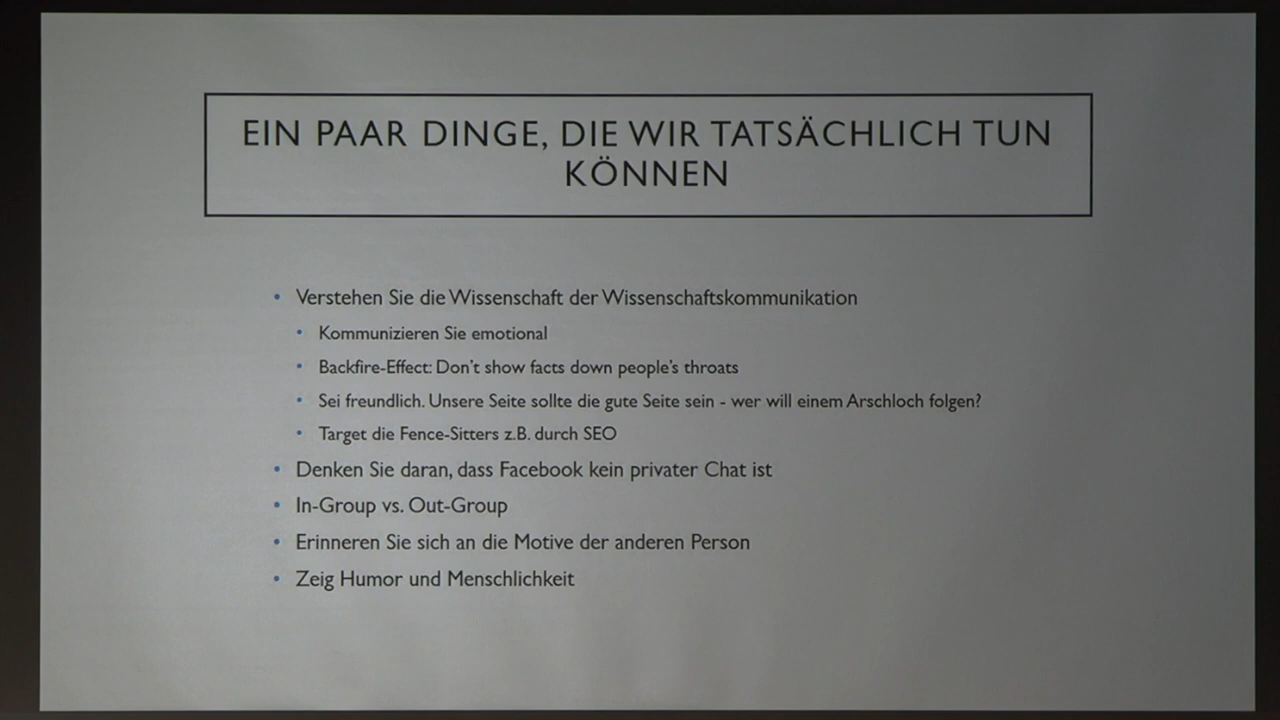 EIN PAAR DINGE, DIE WIR TATSÄCHLICH TUN
KÖNNEN
• Verstehen Sie die Wissenschaft der Wissenschaftskommunikation
• Kommunizieren Sie emotional
• Backfire-Effect: Don't show facts down people's throats
• Sei freundlich. Unsere Seite sollte die gute Seite sein - wer will einem Arschloch folgen?
• Target die Fence-Sitters z.B. durch SEO
• Denken Sie daran, dass Facebook kein privater Chat ist
• In-Group vs. Out-Group
• Erinneren Sie sich an die Motive der anderen Person
• Zeig Humor und Menschlichkeit